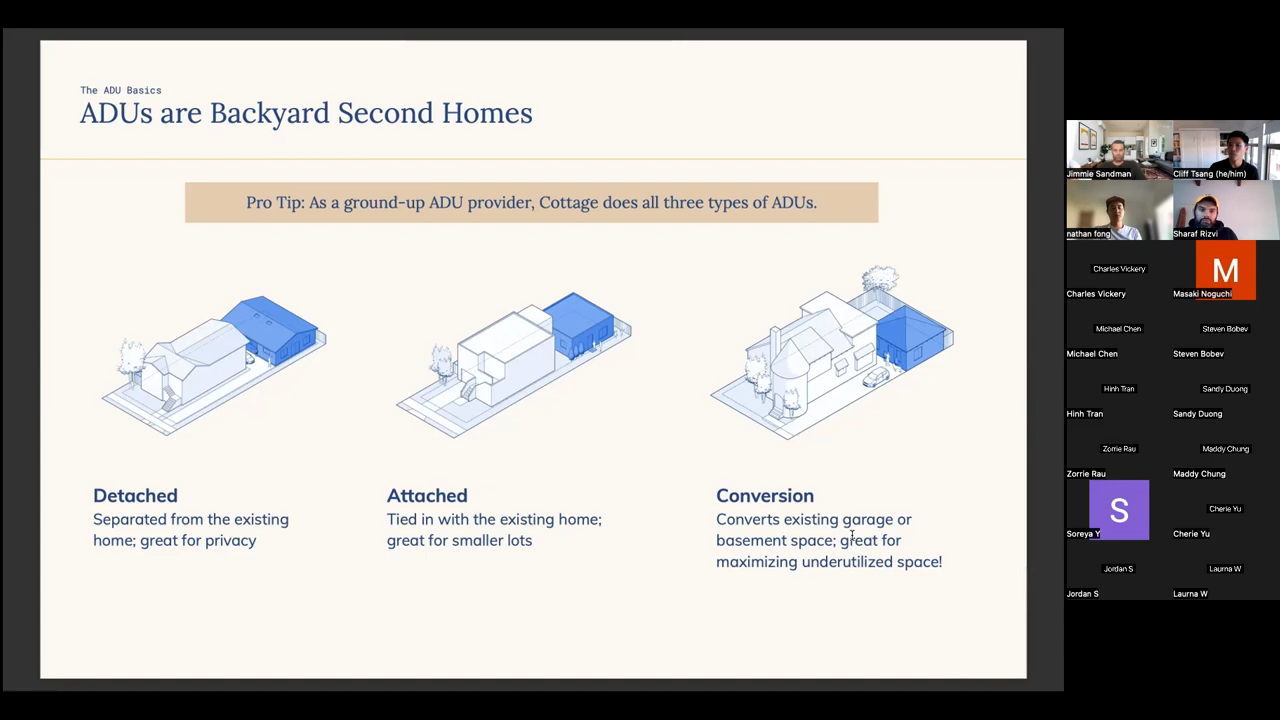 The ADU Basics
ADUs are Backyard Second Homes
Pro Tip: As a ground-up ADU provider, Cottage does all three types of ADUs.
Detached
Separated from the existing
home; great for privacy
Attached
Tied in with the existing home;
great for smaller lots
Conversion
Converts existing garage or
basement space; great for
maximizing underutilized space!
Jimmie Sandman
Cliff Tsang (he/him)
nathan fong
Sharaf Rizvi
Charles Vickery
Charles Vickery
M
Masaki Noguchi
Michael Chen
Michael Chen
Steven Bobev
Steven Bobev
Hinh Tran
Hinh Tran
Sandy Duong
Sandy Duong
Zorrie Rau
Zorrie Rau
Maddy Chung
Maddy Chung
S
Soreya Y
Cherie Yu
Cherie Yu
Jordan S
Jordan S
Laurna W
Laurna W